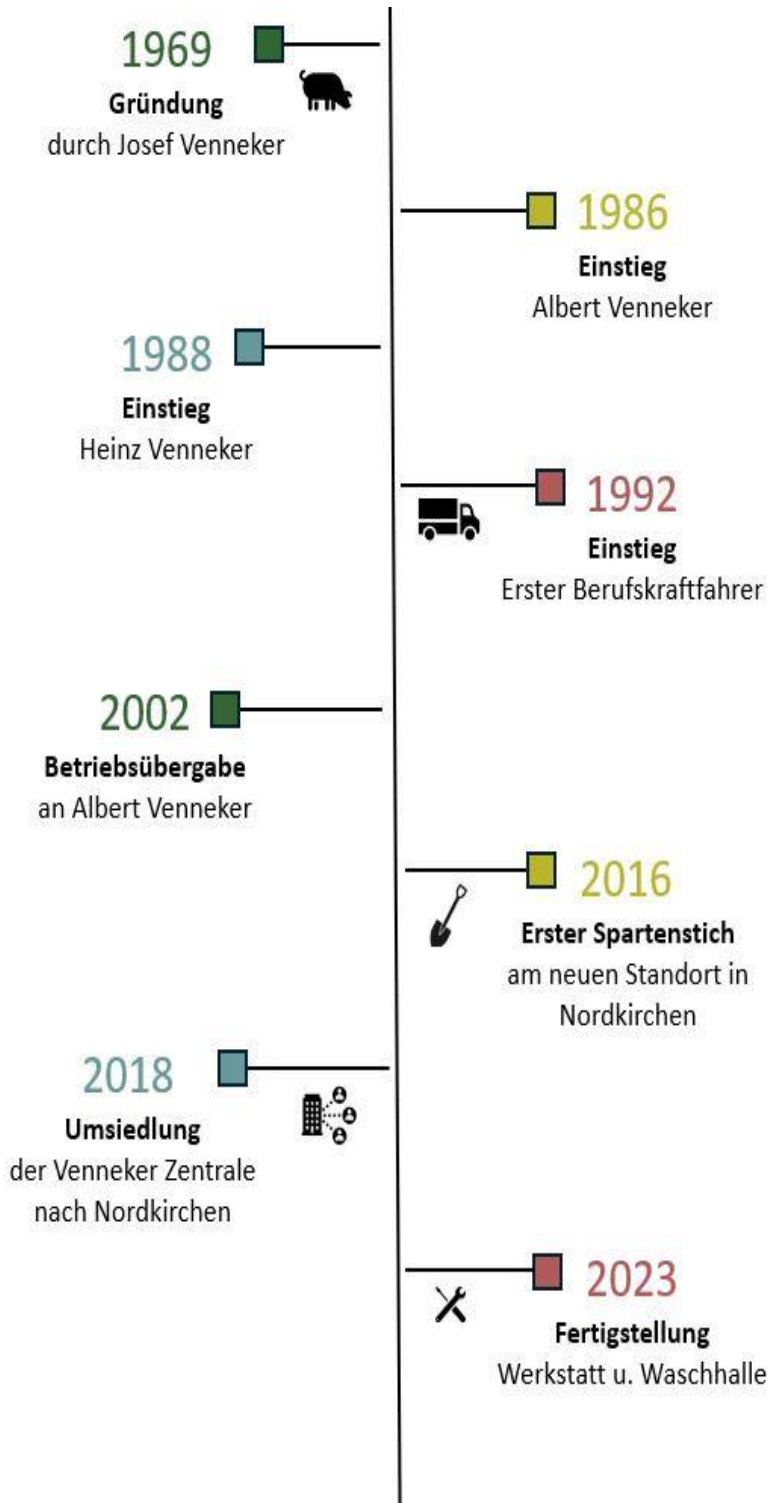 1969
Gründung
durch Josef Venneker
1986
Einstieg
Albert Venneker
1988
Einstieg
Heinz Venneker
1992
Einstieg
Erster Berufskraftfahrer
2002
Betriebsübergabe
an Albert Venneker
2016
Erster Spartenstich
am neuen Standort in
Nordkirchen
2018
Umsiedlung
der Venneker Zentrale
nach Nordkirchen
2023
Fertigstellung
Werkstatt u. Waschhalle